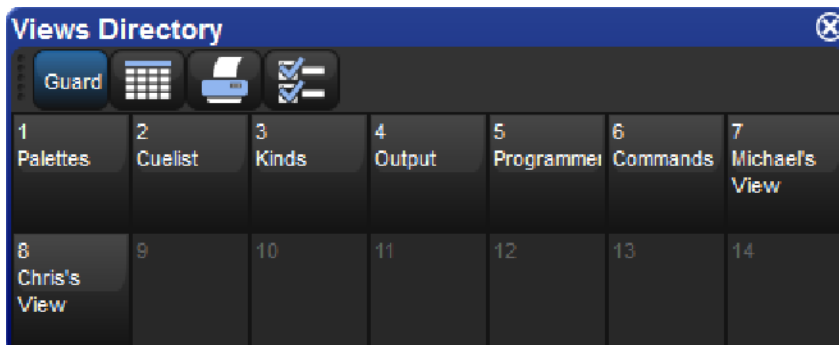 Views Directory
Guard
1 2 3 4 5 6 7
Palettes Cuelist Kinds Output Programmer Commands Michael's
View
8 9 10 11 12 13 14
Chris's
View